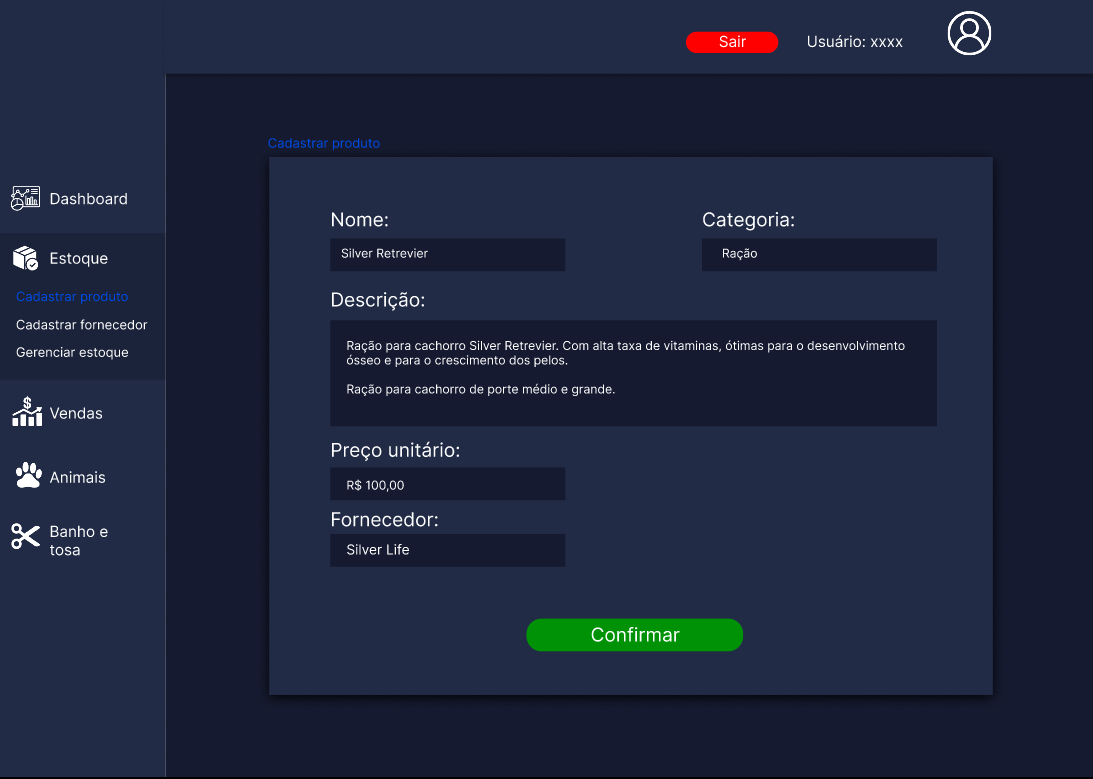 Sair
Usuário: xxxx
Dashboard
Estoque
Cadastrar produto
Cadastrar fornecedor
Gerenciar estoque
$
Vendas
Animais
Banho e
tosa
Cadastrar produto
Nome:
Categoria:
Silver Retrevier
Ração
Descrição:
Ração para cachorro Silver Retrevier. Com alta taxa de vitaminas, ótimas para o desenvolvimento
ósseo e para o crescimento dos pelos.
Ração para cachorro de porte médio e grande.
Preço unitário:
R$ 100,00
Fornecedor:
Silver Life
Confirmar